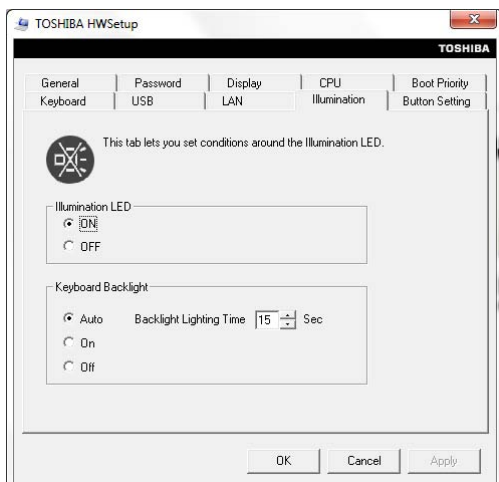 TOSHIBA HWSetup
TOSHIBA
General Password Display CPU Boot Priority
Keyboard USB LAN Illumination Button Setting
This tab lets you set conditions around the Illumination LED.
Illumination LED
ON
OFF
Keyboard Backlight
Auto Backlight Lighting Time 15 Sec
On
Off
OK Cancel Apply